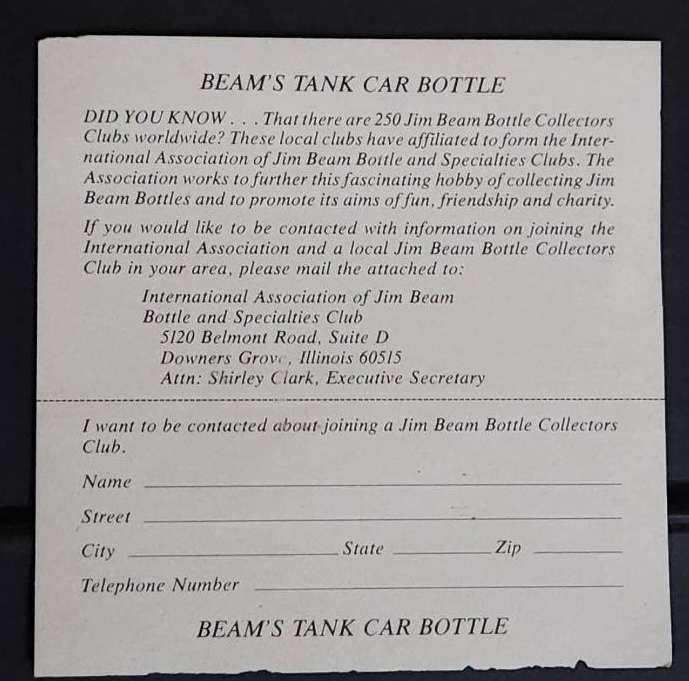 BEAM'S TANK CAR BOTTLE
DID YOU KNOW . . . That there are 250 Jim Beam Bottle Collectors
Clubs worldwide? These local clubs have affiliated to form the Inter-
national Association of Jim Beam Bottle and Specialties Clubs. The
Association works to further this fascinating hobby of collecting Jim
Beam Bottles and to promote its aims of fun, friendship and charity.
If you would like to be contacted with information on joining the
International Association and a local Jim Beam Bottle Collectors
Club in your area, please mail the attached to:
International Association of Jim Beam
Bottle and Specialties Club
5120 Belmont Road, Suite D
Downers Grove, Illinois 60515
Attn: Shirley Clark, Executive Secretary
I want to be contacted about joining a Jim Beam Bottle Collectors
Club.
Name
Street
City State Zip
Telephone Number
BEAM'S TANK CAR BOTTLE